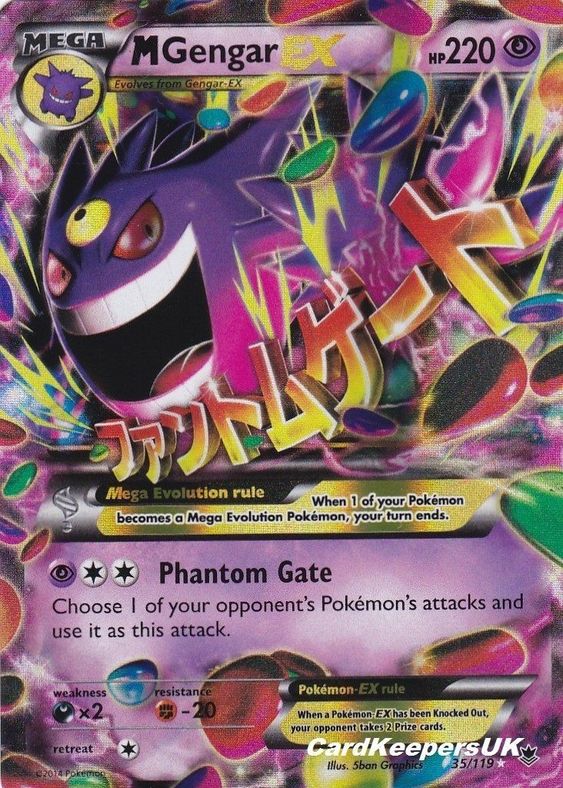 MEGA
M Gengar EX
HP220
Evolves from Gengar-EX
ファントムゲート
Mega Evolution rule
When 1 of your Pokémon
becomes a Mega Evolution Pokémon, your turn ends.
Phantom Gate
Choose 1 of your opponent's Pokémon's attacks and
use it as this attack.
weakness
resistance
×2
-20
Pokémon-EX rule
When a Pokémon-EX has been Knocked Out,
your opponent takes 2 Prize cards.
retreat
CardKeepersUK
Illus. 5ban Graphics
35/119
©2014 Pokémon